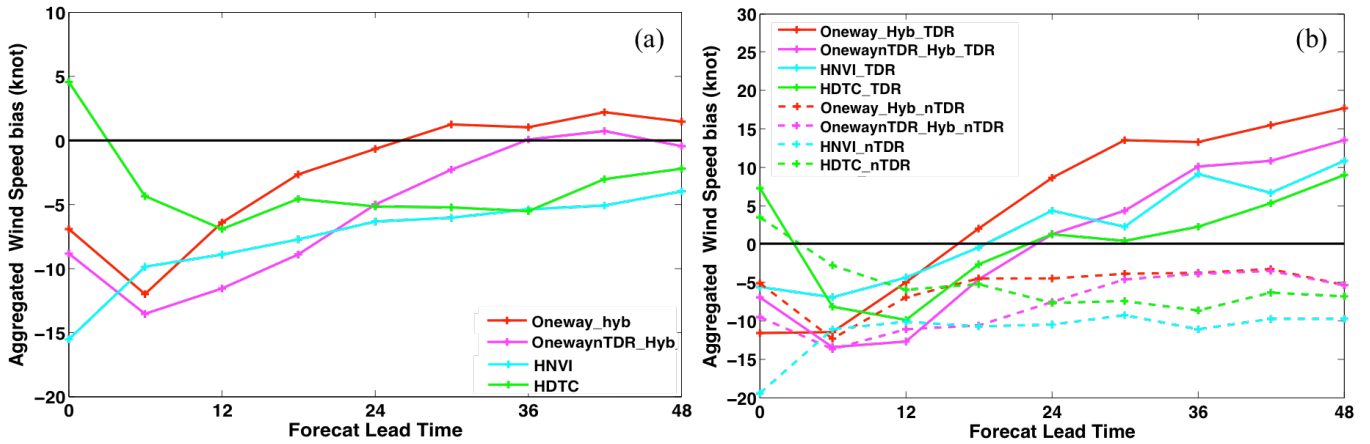 Aggregated Wind Speed bias (knot)
10
5
0
−5
−10
−15
−20
(a)
Oneway_hyb
OnewaynTDR_Hyb
HNVI
HDTC
0 12 24 36 48
Forecat Lead Time
Aggregated Wind Speed bias (knot)
30
25
20
15
10
5
0
−5
−10
−15
−20
(b)
Oneway_Hyb_TDR
OnewaynTDR_Hyb_TDR
HNVI_TDR
HDTC_TDR
Oneway_Hyb_nTDR
OnewaynTDR_Hyb_nTDR
HNVI_nTDR
HDTC_nTDR
0 12 24 36 48
Forecat Lead Time